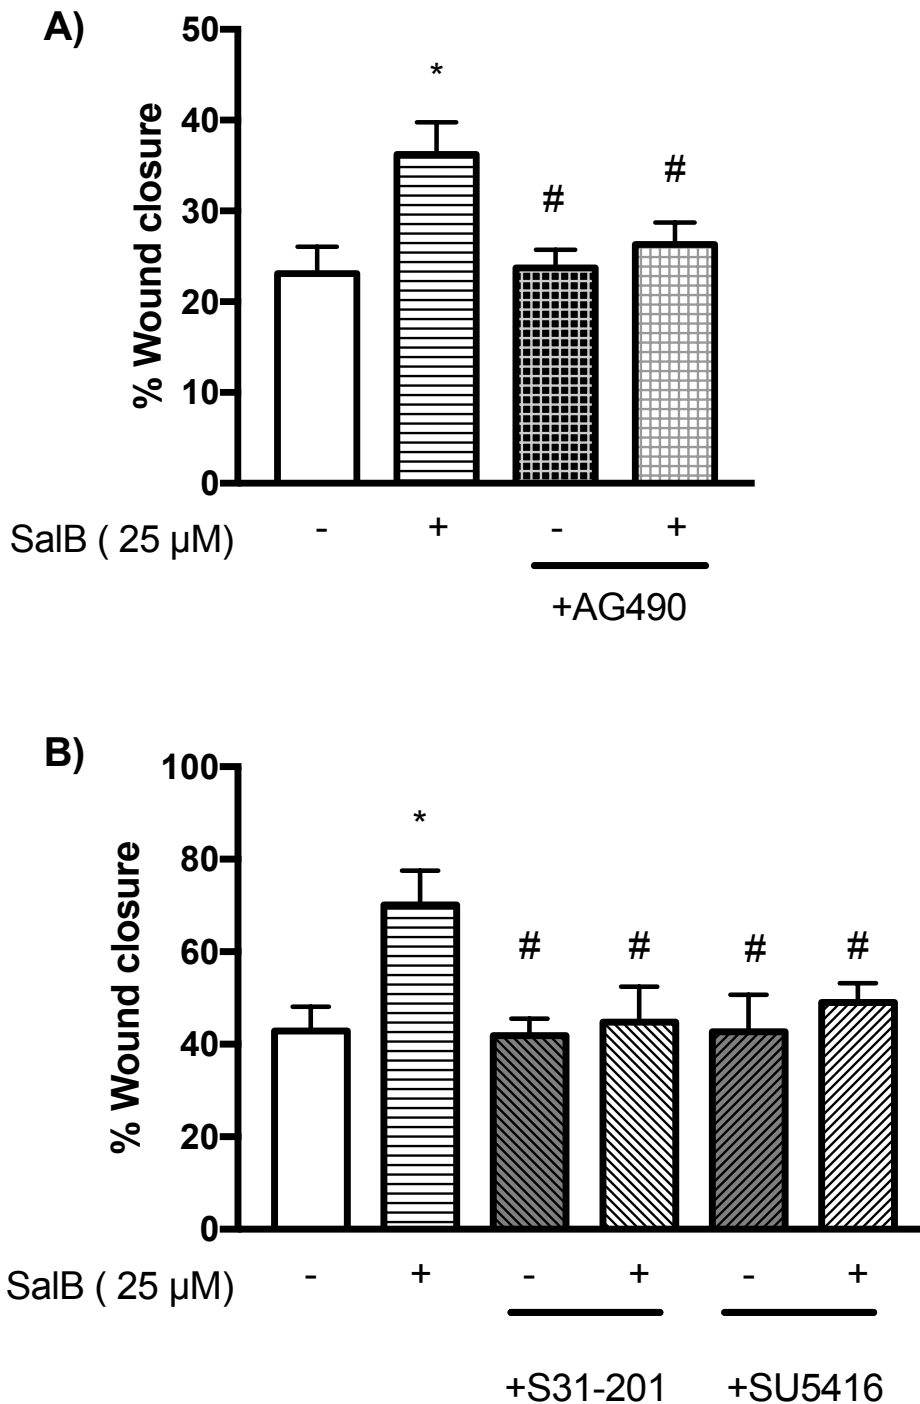 A)
% Wound closure
50
40
30
20
10
0
*
#
#
SalB ( 25 µM)
- + - +
+AG490
B)
% Wound closure
100
80
60
40
20
0
*
# # # #
SalB ( 25 µM)
- + - + - +
+S31-201 +SU5416